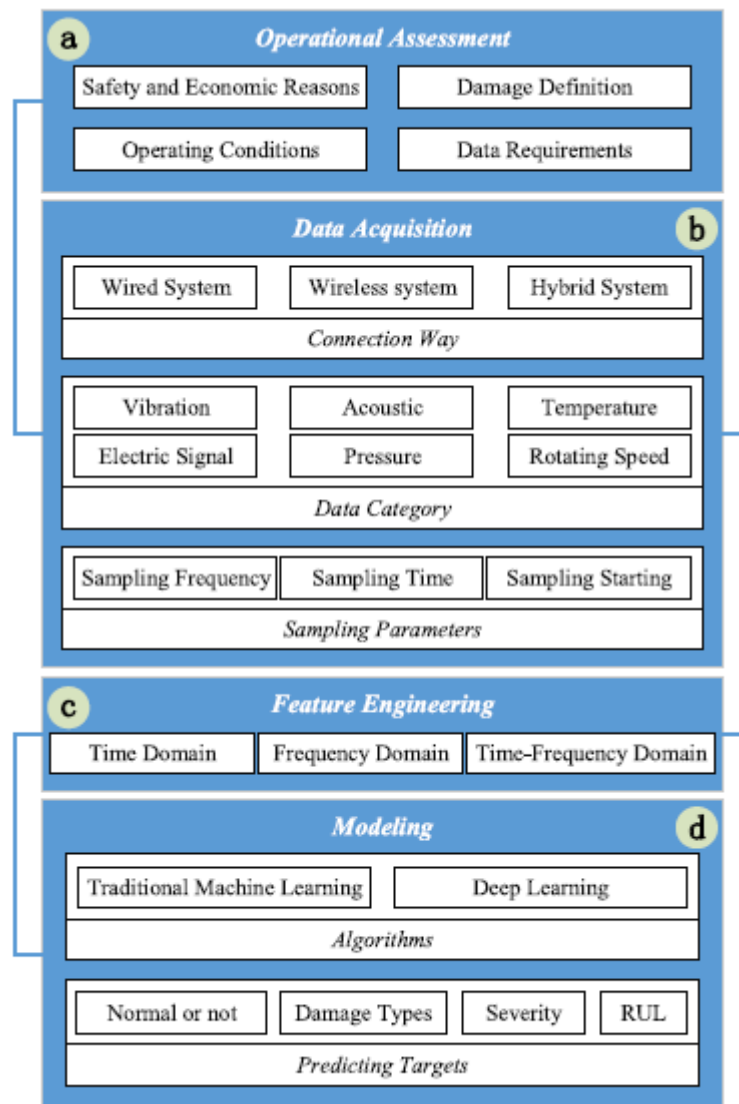 a
Operational Assessment
Safety and Economic Reasons
Damage Definition
Operating Conditions
Data Requirements
Data Acquisition
b
Wired System
Wireless system
Hybrid System
Connection Way
Vibration
Acoustic
Temperature
Electric Signal
Pressure
Rotating Speed
Data Category
Sampling Frequency
Sampling Time
Sampling Starting
Sampling Parameters
c
Feature Engineering
Time Domain
Frequency Domain
Time-Frequency Domain
Modeling
d
Traditional Machine Learning
Deep Learning
Algorithms
Normal or not
Damage Types
Severity
RUL
Predicting Targets